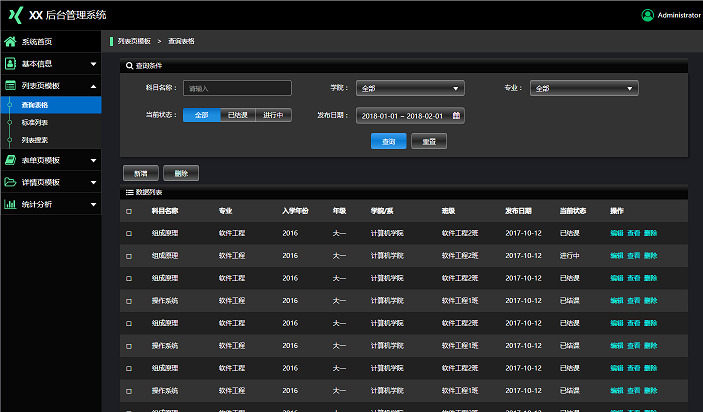 XX 后台管理系统
Administrator
系统首页
基本信息
列表页模板
查询表格
标准列表
列表搜索
表单页模板
详情页模板
统计分析
列表页模板 > 查询表格
查询条件
科目名称： 请输入 学院： 全部 专业： 全部
当前状态： 全部 已结课 进行中 发布日期： 2018-01-01 ~ 2018-02-01
查询 重置
新增 删除
数据列表
科目名称 专业 入学年份 年级 学院/系 班级 发布日期 当前状态 操作
组成原理 软件工程 2016 大一 计算机学院 软件工程2班 2017-10-12 已结课 编辑 查看 删除
组成原理 软件工程 2016 大一 计算机学院 软件工程2班 2017-10-12 进行中 编辑 查看 删除
组成原理 软件工程 2016 大一 计算机学院 软件工程2班 2017-10-12 已结课 编辑 查看 删除
操作系统 软件工程 2016 大一 计算机学院 软件工程1班 2017-10-12 已结课 编辑 查看 删除
组成原理 软件工程 2016 大一 计算机学院 软件工程2班 2017-10-12 已结课 编辑 查看 删除
操作系统 软件工程 2016 大一 计算机学院 软件工程1班 2017-10-12 已结课 编辑 查看 删除
组成原理 软件工程 2016 大一 计算机学院 软件工程2班 2017-10-12 已结课 编辑 查看 删除
操作系统 软件工程 2016 大一 计算机学院 软件工程1班 2017-10-12 已结课 编辑 查看 删除